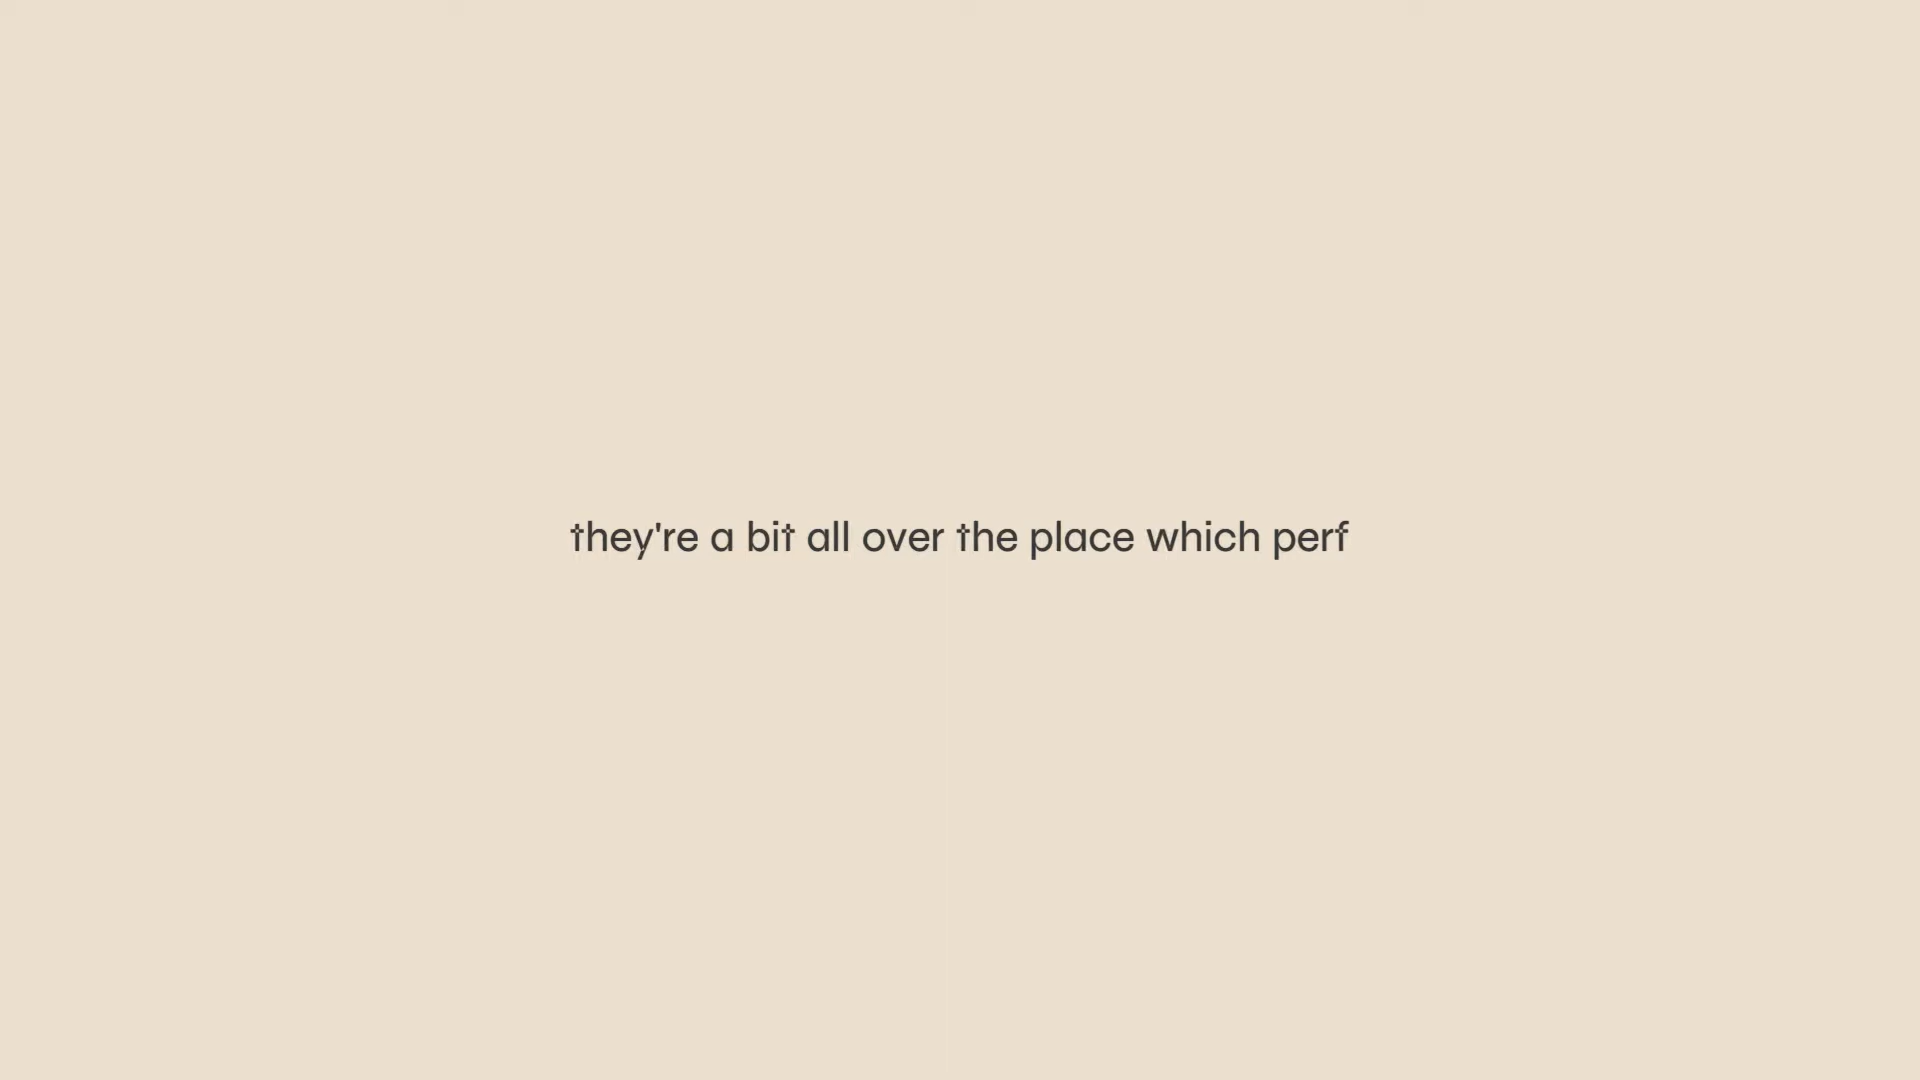 they're a bit all over the place which perf